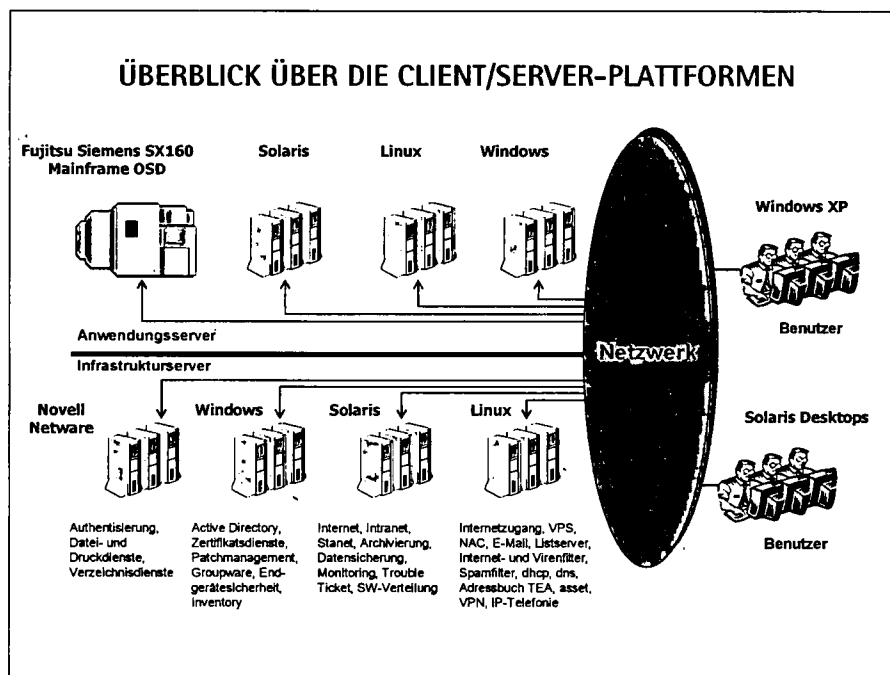 ÜBERBLICK ÜBER DIE CLIENT/SERVER-PLATTFORMEN
Fujitsu Siemens SX160
Mainframe OSD
Solaris
Linux
Windows
Windows XP
Benutzer
Anwendungsserver
Netzwerk
Infrastrukturserver
Novell
Netware
Windows
Solaris
Linux
Solaris Desktops
Benutzer
Authentisierung,
Datei- und
Druckdienste,
Verzeichnisdienste
Active Directory,
Zertifikatsdienste,
Patchmanagement,
Groupware, End-
gerätesicherheit,
Inventory
Internet, Intranet,
Stanet, Archivierung,
Datensicherung,
Monitoring, Trouble
Ticket, SW-Verteilung
Internetzugang, VPS,
NAC, E-Mail, Listserver,
Internet- und Virenfilter,
Spamfilter, dhcp, dns,
Adressbuch TEA, asset,
VPN, IP-Telefonie